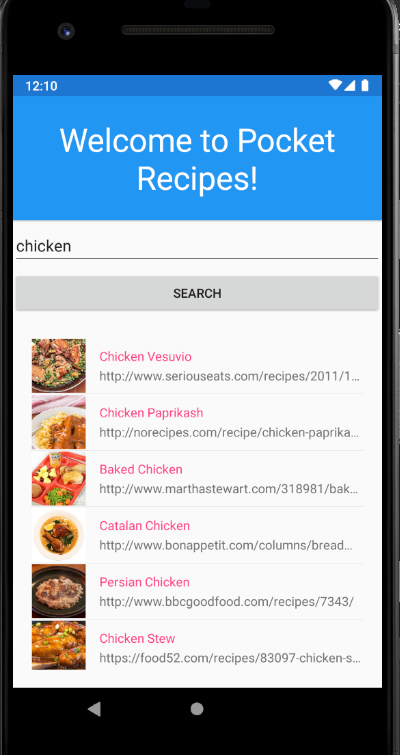 12:10
Welcome to Pocket
Recipes!
chicken
SEARCH
Chicken Vesuvio
http://www.seriouseats.com/recipes/2011/1…
Chicken Paprikash
http://norecipes.com/recipe/chicken-paprika…
Baked Chicken
http://www.marthastewart.com/318981/bak…
Catalan Chicken
http://www.bonappetit.com/columns/bread…
Persian Chicken
http://www.bbcgoodfood.com/recipes/7343/
Chicken Stew
https://food52.com/recipes/83097-chicken-s…